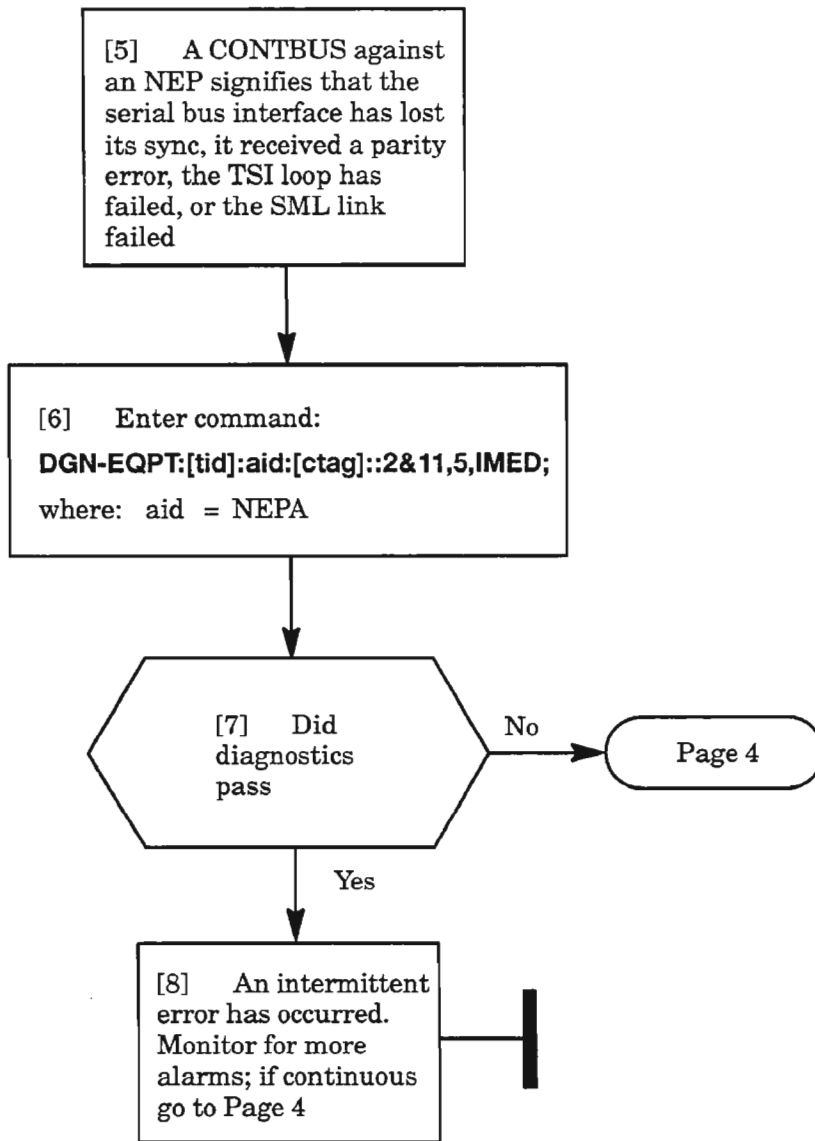 [5] A CONTBUS against
an NEP signifies that the
serial bus interface has lost
its sync, it received a parity
error, the TSI loop has
failed, or the SML link
failed
[6] Enter command:
DGN-EQPT:[tid]:aid:[ctag]::2&11,5,IMED;
where: aid = NEPA
[7] Did
diagnostics
pass
No
Page 4
Yes
[8] An intermittent
error has occurred.
Monitor for more
alarms; if continuous
go to Page 4